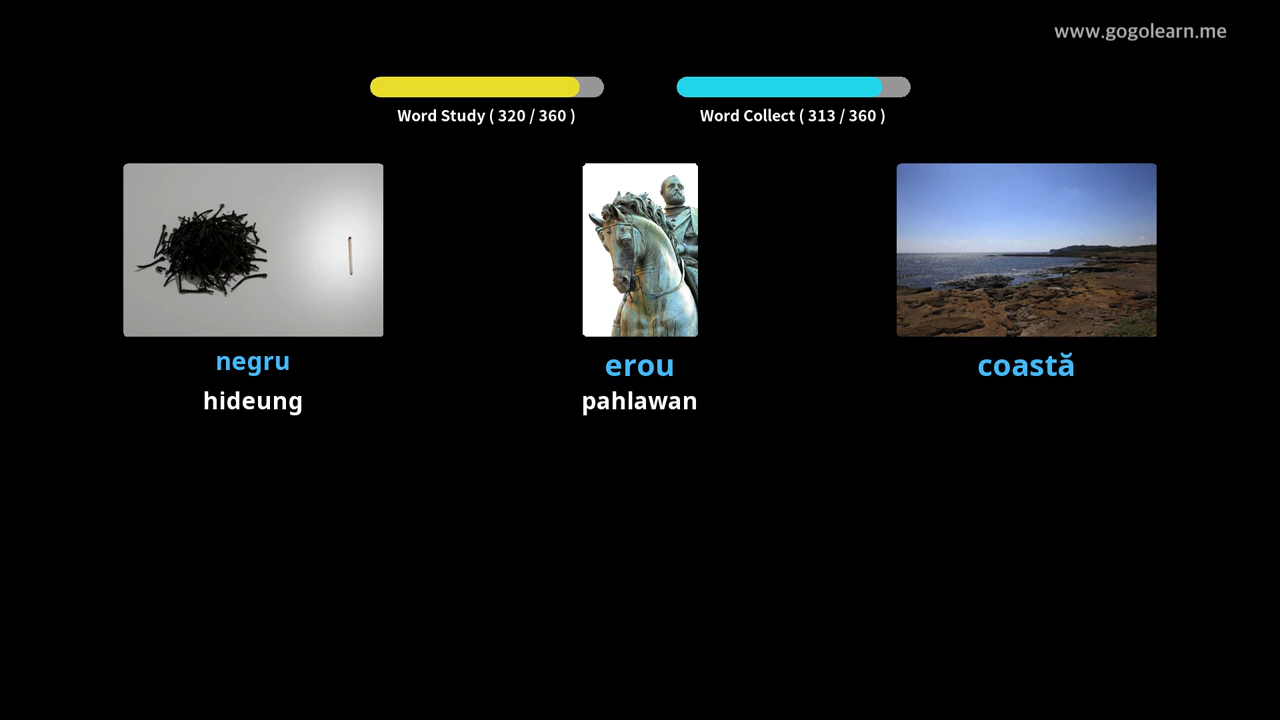 www.gogolearn.me
Word Study ( 320 / 360 )
Word Collect ( 313 / 360 )
negru
hideung
erou
pahlawan
coastă